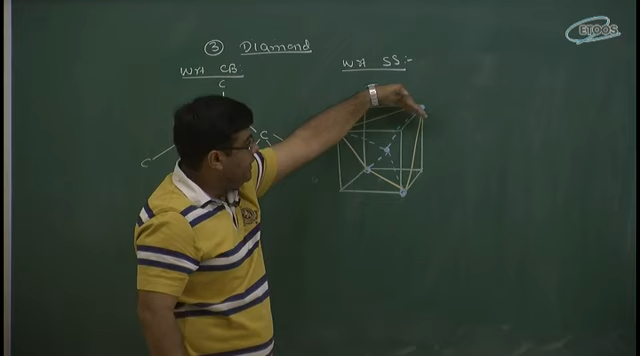 ③ Diamond
Wrt CB:
Wrt SS:-
C
C
C
ETOOS